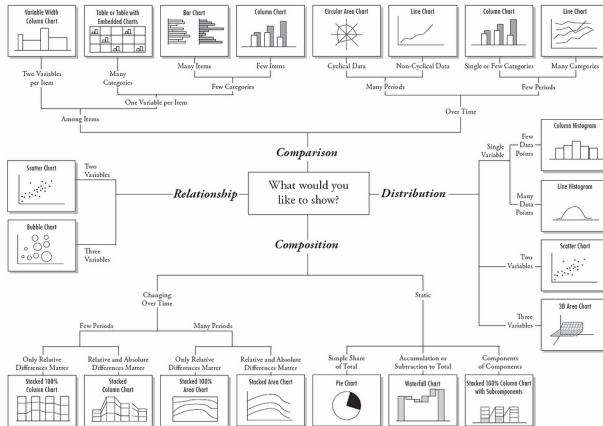 Variable Width
Column Chart
Table or Table with
Embedded Charts
Bar Chart
Column Chart
Circular Area Chart
Line Chart
Column Chart
Line Chart
Two Variables
per Item
Many
Categories
Many Items
Few Items
Cyclical Data
Non-Cyclical Data
Single or Few Categories
Many Categories
Few Categories
Many Periods
Few Periods
One Variable per Item
Among Items
Over Time
Comparison
What would you
like to show?
Relationship
Scatter Chart
Two
Variables
Bubble Chart
Three
Variables
Distribution
Single
Variable
Few
Data
Points
Column Histogram
Many
Data
Points
Line Histogram
Two
Variables
Scatter Chart
Three
Variables
3D Area Chart
Composition
Changing
Over Time
Static
Few Periods
Many Periods
Only Relative
Differences Matter
Relative and Absolute
Differences Matter
Only Relative
Differences Matter
Relative and Absolute
Differences Matter
Simple Share
of Total
Accumulation or
Subtraction to Total
Components
of Components
Stacked 100%
Column Chart
Stacked
Column Chart
Stacked 100%
Area Chart
Stacked Area Chart
Pie Chart
Waterfall Chart
Stacked 100% Column Chart
with Subcomponents